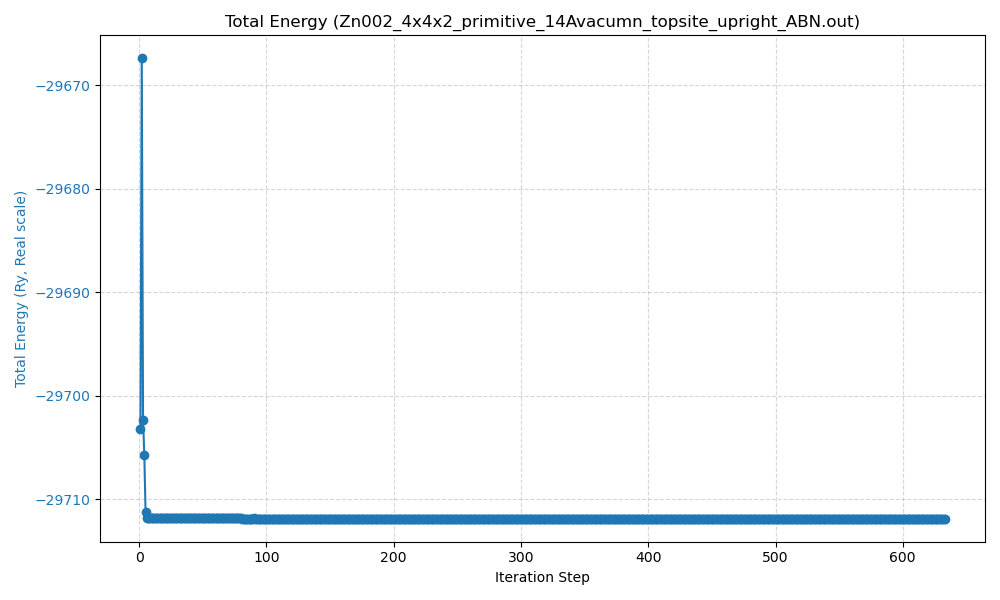 Total Energy (Zn002_4x4x2_primitive_14Avacumn_topsite_upright_ABN.out)
Total Energy (Ry, Real scale)
−29670
−29680
−29690
−29700
−29710
0 100 200 300 400 500 600
Iteration Step